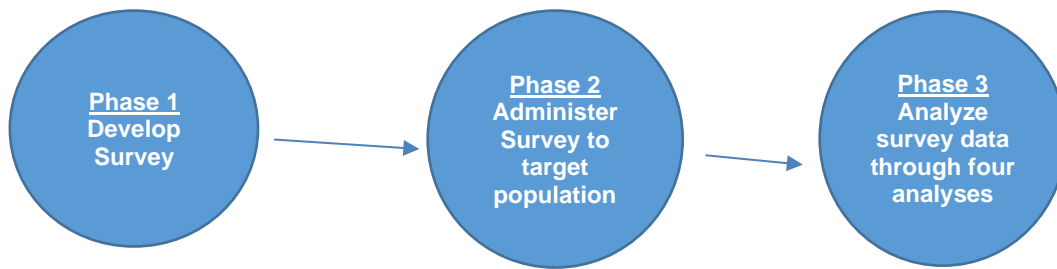 Phase 1
Develop
Survey
Phase 2
Administer
Survey to
target
population
Phase 3
Analyze
survey data
through four
analyses